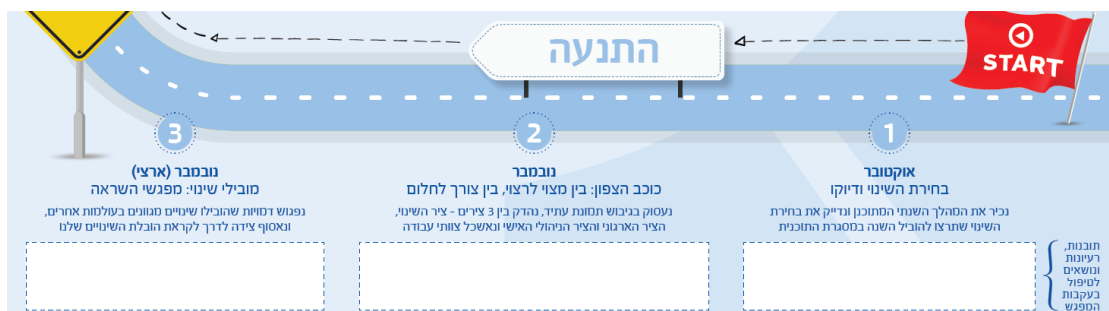 START
התנעה
1
אוקטובר
בחירת השינוי ודיוקו
נכיר את המהלך השנתי המתוכנן ונדייק את בחירת
השינוי שתרצו להוביל השנה במסגרת התוכנית
2
נובמבר
כוכב הצפון: בין מצוי לרצוי, בין צורך לחלום
נעסוק בגיבוש תמונת עתיד, נהדק בין 3 צירים - ציר השינוי,
הציר הארגוני והציר הניהולי האישי ונאשכל צוותי עבודה
3
נובמבר (ארצי)
מובילי שינוי: מפגשי השראה
נפגוש דמויות שהובילו שינויים מגוונים בעולמות אחרים,
ונאסוף צידה לדרך לקראת הובלת השינויים שלנו
תובנות,
רעיונות
ונושאים
לטיפול
בעקבות
המפגש